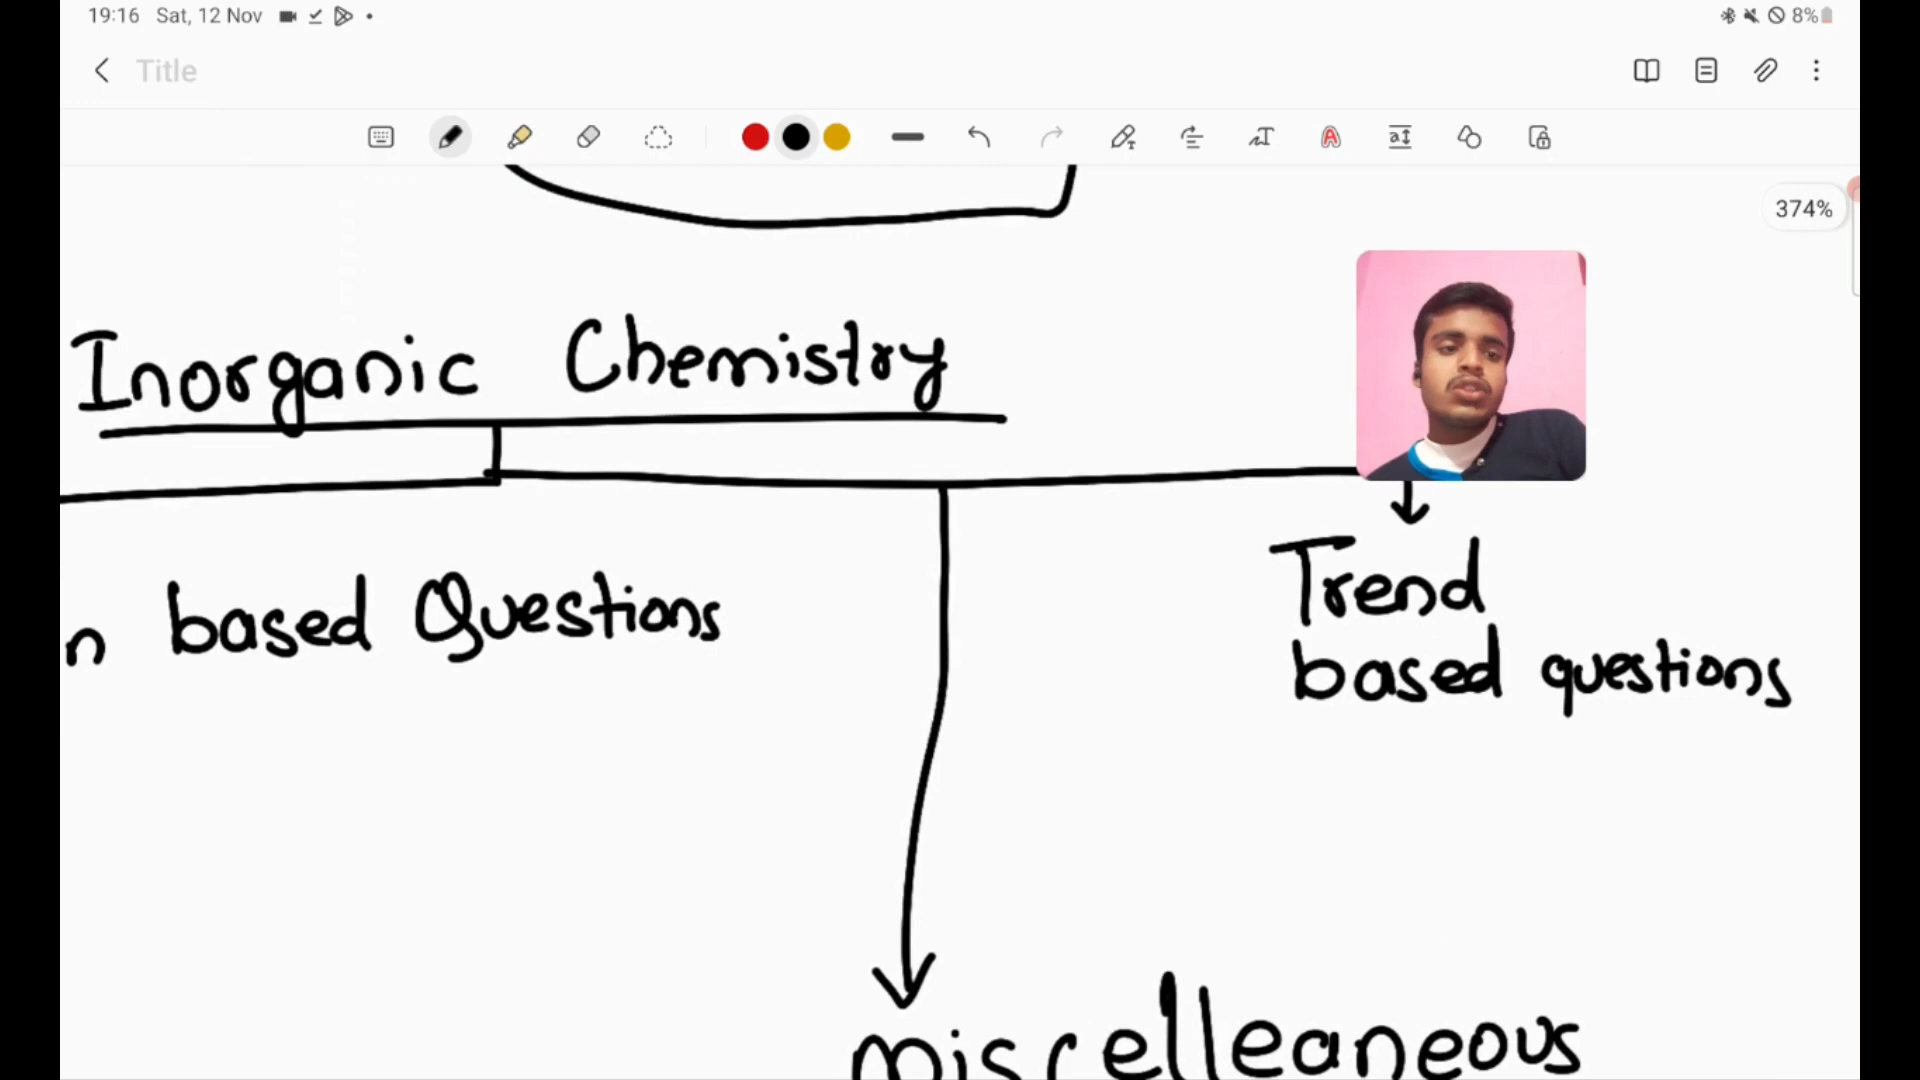 19:16 Sat, 12 Nov
8%
Title
374%
Inorganic Chemistry
n based Questions
Trend
based questions
miscelleaneous